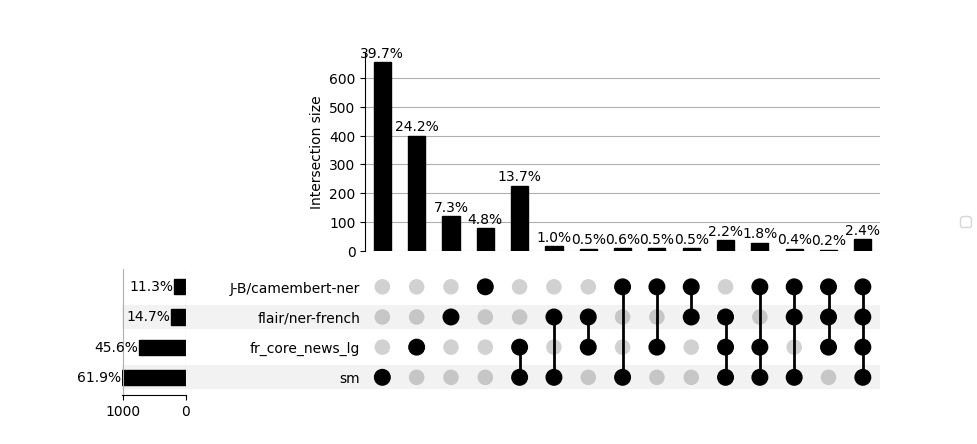 39.7%
600
24.2%
500
400
Intersection size
300
13.7%
200
7.3%
4.8%
100
1.0% 0.5% 0.6% 0.5% 0.5% 2.2% 1.8% 0.4% 0.2% 2.4%
0
11.3% J-B/camembert-ner
14.7% flair/ner-french
45.6% fr_core_news_lg
61.9% sm
1000 0